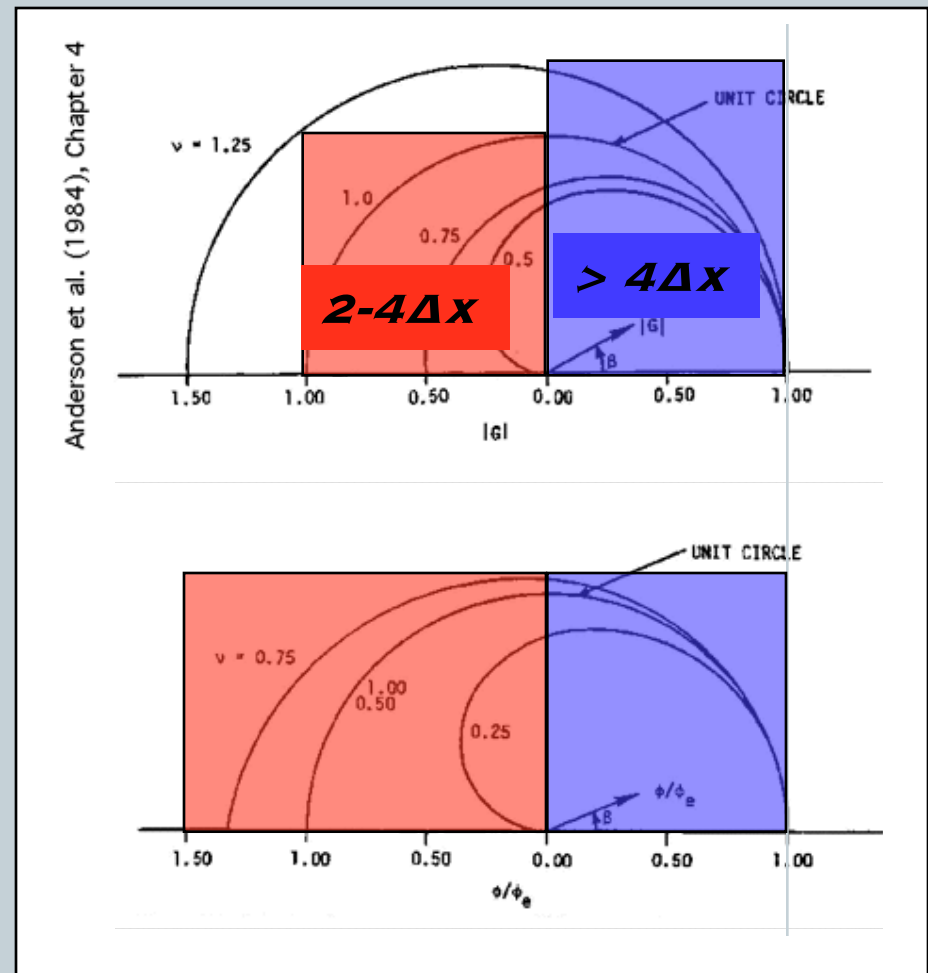 Anderson et al. (1984), Chapter 4
UNIT CIRCLE
ν = 1.25
1.0
0.75
0.5
> 4Δx
2-4Δx
|G|
β
1.50 1.00 0.50 0.00 0.50 1.00
|G|
UNIT CIRCLE
ν = 0.75
1.00
0.50
0.25
ϕ/ϕe
β
1.50 1.00 0.50 0.00 0.50 1.00
ϕ/ϕe